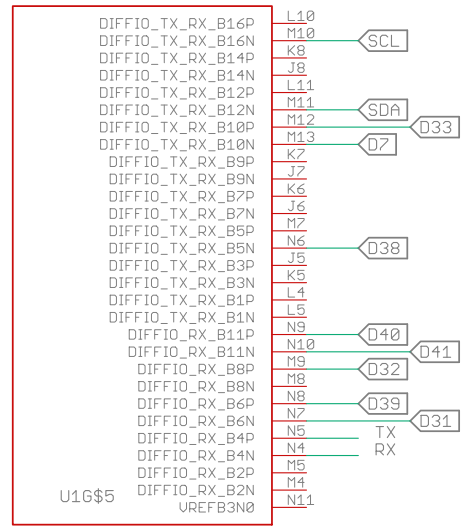 DIFFIO_TX_RX_B16P L10
DIFFIO_TX_RX_B16N M10 SCL
DIFFIO_TX_RX_B14P K8
DIFFIO_TX_RX_B14N J8
DIFFIO_TX_RX_B12P L11
DIFFIO_TX_RX_B12N M11 SDA
DIFFIO_TX_RX_B10P M12 D33
DIFFIO_TX_RX_B10N M13 D7
DIFFIO_TX_RX_B9P K7
DIFFIO_TX_RX_B9N J7
DIFFIO_TX_RX_B7P K6
DIFFIO_TX_RX_B7N J6
DIFFIO_TX_RX_B5P M7
DIFFIO_TX_RX_B5N N6 D38
DIFFIO_TX_RX_B3P J5
DIFFIO_TX_RX_B3N K5
DIFFIO_TX_RX_B1P L4
DIFFIO_TX_RX_B1N L5
DIFFIO_RX_B11P N9 D40
DIFFIO_RX_B11N N10 D41
DIFFIO_RX_B8P M9 D32
DIFFIO_RX_B8N M8
DIFFIO_RX_B6P N8 D39
DIFFIO_RX_B6N N7 D31
DIFFIO_RX_B4P N5 TX
DIFFIO_RX_B4N N4 RX
DIFFIO_RX_B2P M5
DIFFIO_RX_B2N M4
U1G$5
VREFB3N0 N11